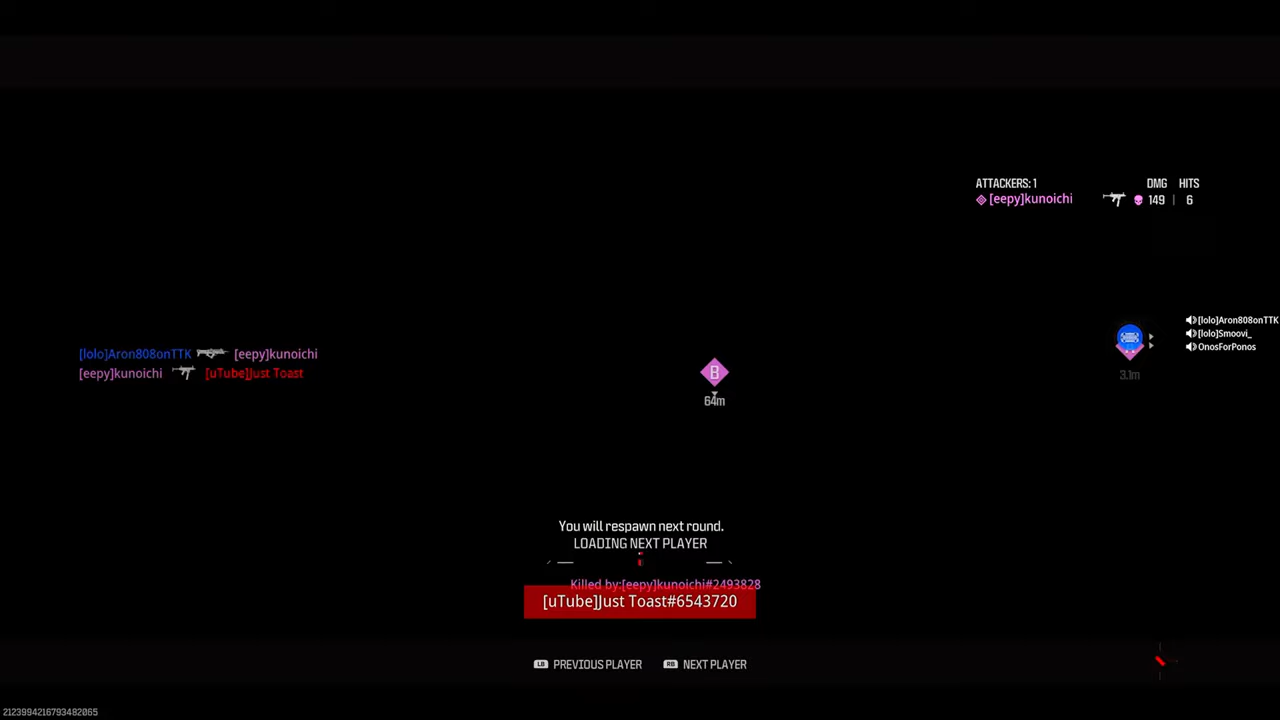 ATTACKERS: 1 DMG HITS
[eepy]kunoichi 149 | 6
[lolo]Aron808onTTK
[lolo]Smoovi_
OnosForPonos
[lolo]Aron808onTTK [eepy]kunoichi
[eepy]kunoichi [uTube]Just Toast
B
64m
3.1m
You will respawn next round.
LOADING NEXT PLAYER
Killed by:[eepy]kunoichi#2493828
[uTube]Just Toast#6543720
LB PREVIOUS PLAYER RB NEXT PLAYER
2123994216793482065